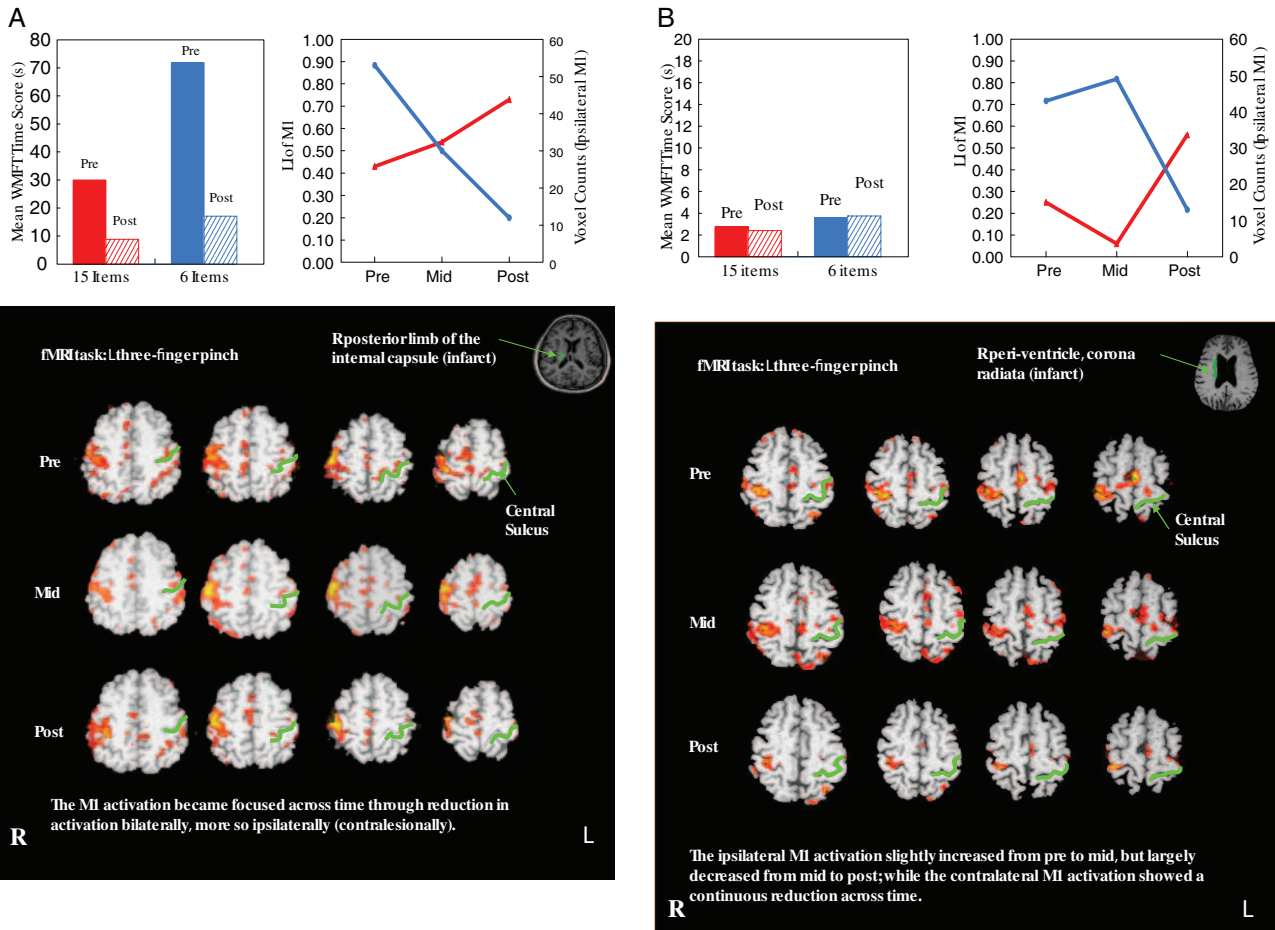 A
80
70
60
50
40
30
20
10
0
Mean WMFT Time Score (s)
Pre
Post
Pre
Post
15 Items
6 Items
1.00
0.90
0.80
0.70
0.60
0.50
0.40
0.30
0.20
0.10
0.00
LI of M1
60
50
40
30
20
10
0
Voxel Counts (Ipsilateral M1)
Pre
Mid
Post
B
20
18
16
14
12
10
8
6
4
2
0
Mean WMFT Time Score (s)
Pre
Post
Pre
Post
15 items
6 items
1.00
0.90
0.80
0.70
0.60
0.50
0.40
0.30
0.20
0.10
0.00
LI of M1
60
50
40
30
20
10
0
Voxel Counts (Ipsilateral M1)
Pre
Mid
Post
fMRI task: L three-finger pinch
R posterior limb of the
internal capsule (infarct)
Pre
Central
Sulcus
Mid
Post
The M1 activation became focused across time through reduction in
activation bilaterally, more so ipsilaterally (contralesionally).
R
L
fMRI task: L three-finger pinch
R peri-ventricle, corona
radiata (infarct)
Pre
Central
Sulcus
Mid
Post
The ipsilateral M1 activation slightly increased from pre to mid, but largely
decreased from mid to post; while the contralateral M1 activation showed a
continuous reduction across time.
R
L